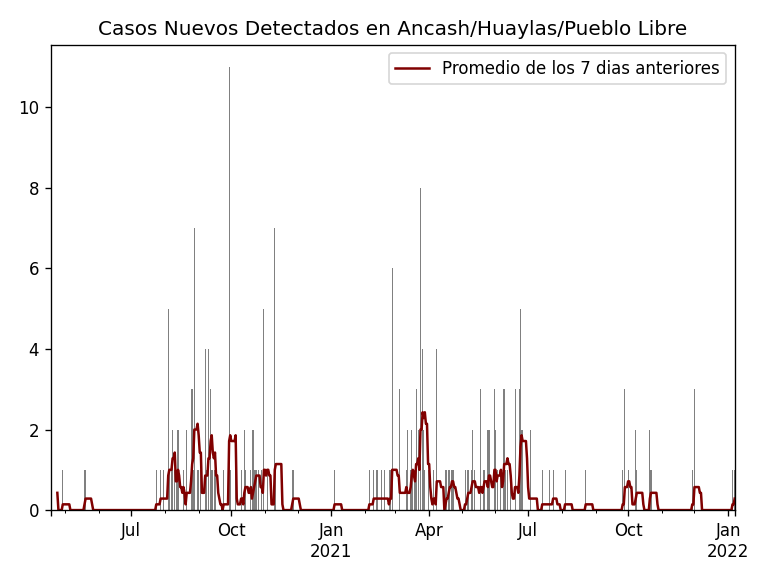 Casos Nuevos Detectados en Ancash/Huaylas/Pueblo Libre
Promedio de los 7 dias anteriores
10
8
6
4
2
0
Jul
Oct
Jan
2021
Apr
Jul
Oct
Jan
2022